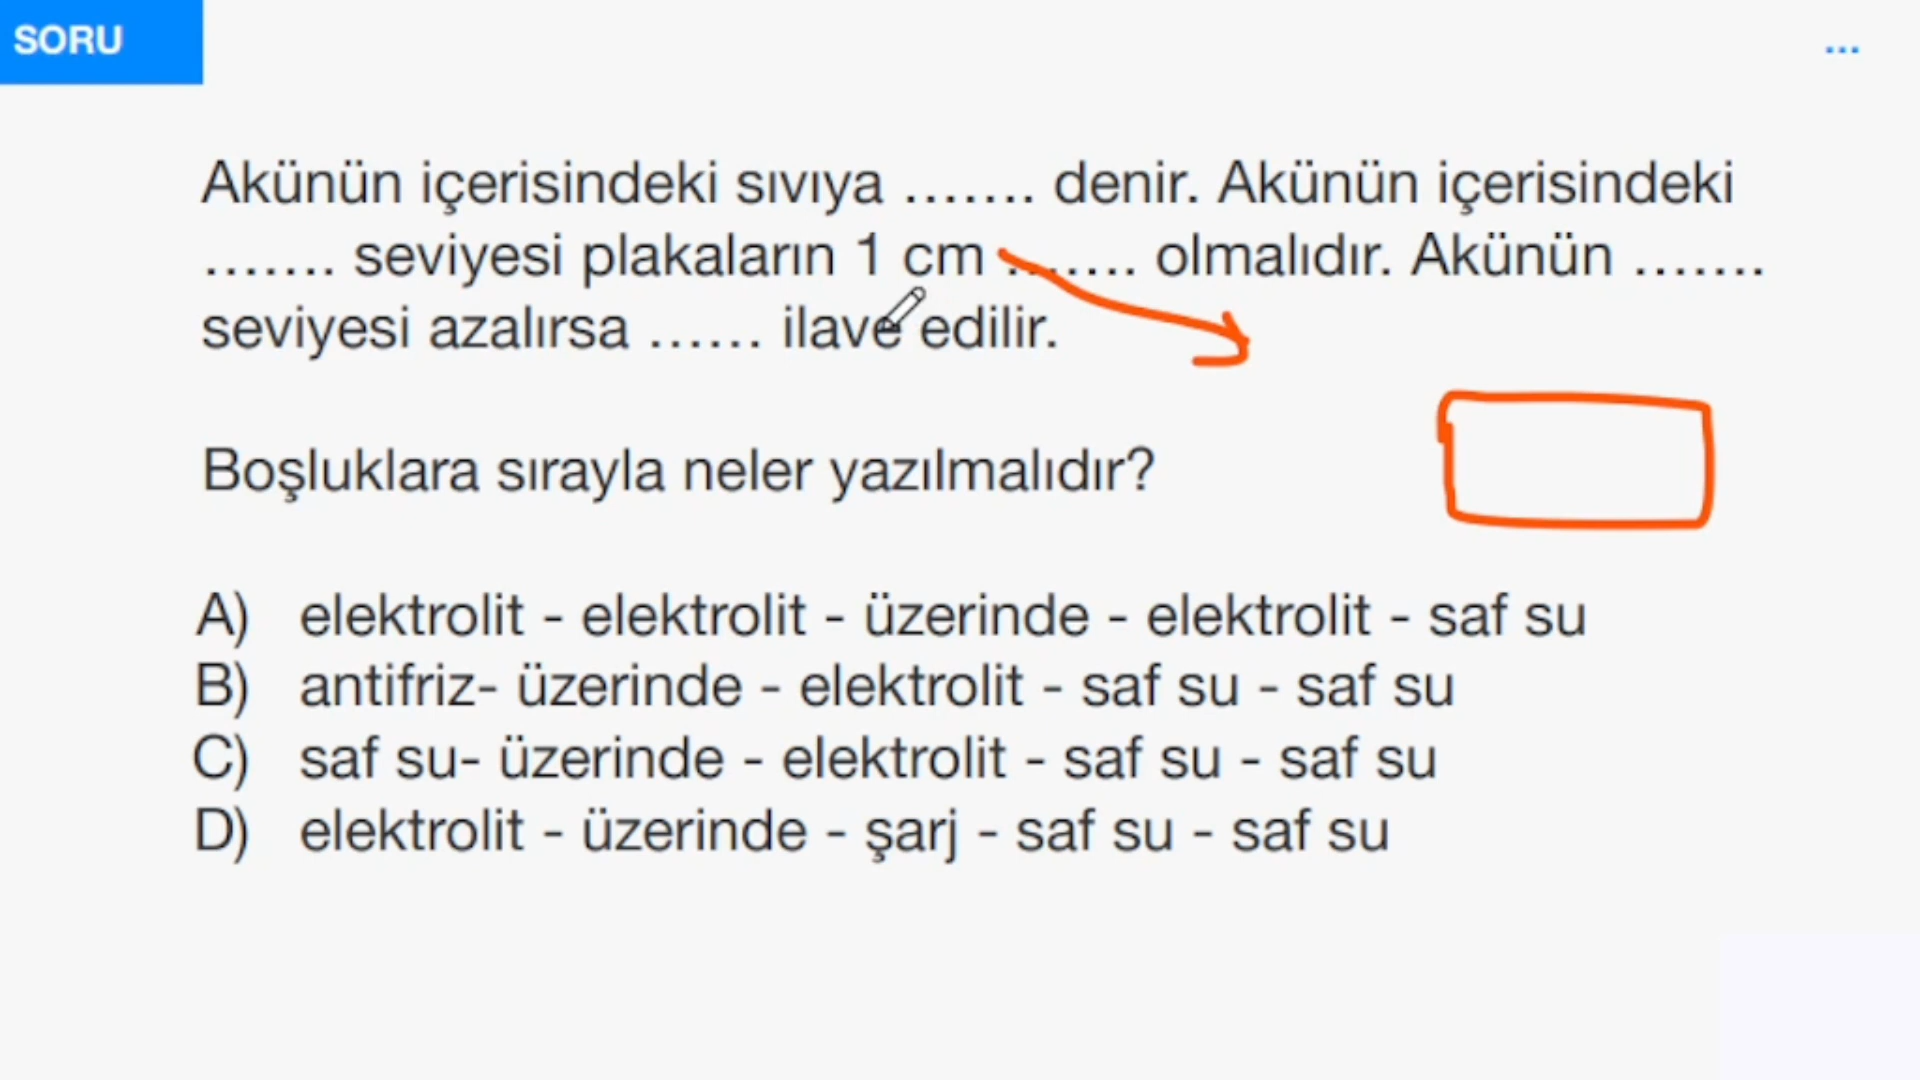 SORU
...
Akünün içerisindeki sıvıya ....... denir. Akünün içerisindeki
....... seviyesi plakaların 1 cm ....... olmalıdır. Akünün .......
seviyesi azalırsa ...... ilave edilir.
Boşluklara sırayla neler yazılmalıdır?
A) elektrolit - elektrolit - üzerinde - elektrolit - saf su
B) antifriz- üzerinde - elektrolit - saf su - saf su
C) saf su- üzerinde - elektrolit - saf su - saf su
D) elektrolit - üzerinde - şarj - saf su - saf su